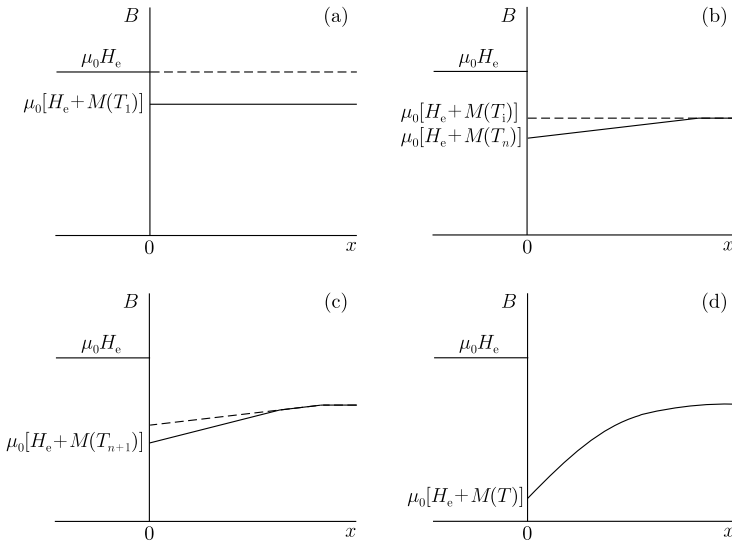 B
(a)
μ₀Hₑ
μ₀[Hₑ+M(T₁)]
0
x
B
(b)
μ₀Hₑ
μ₀[Hₑ+M(Tᵢ)]
μ₀[Hₑ+M(Tₙ)]
0
x
B
(c)
μ₀Hₑ
μ₀[Hₑ+M(Tₙ₊₁)]
0
x
B
(d)
μ₀Hₑ
μ₀[Hₑ+M(T)]
0
x